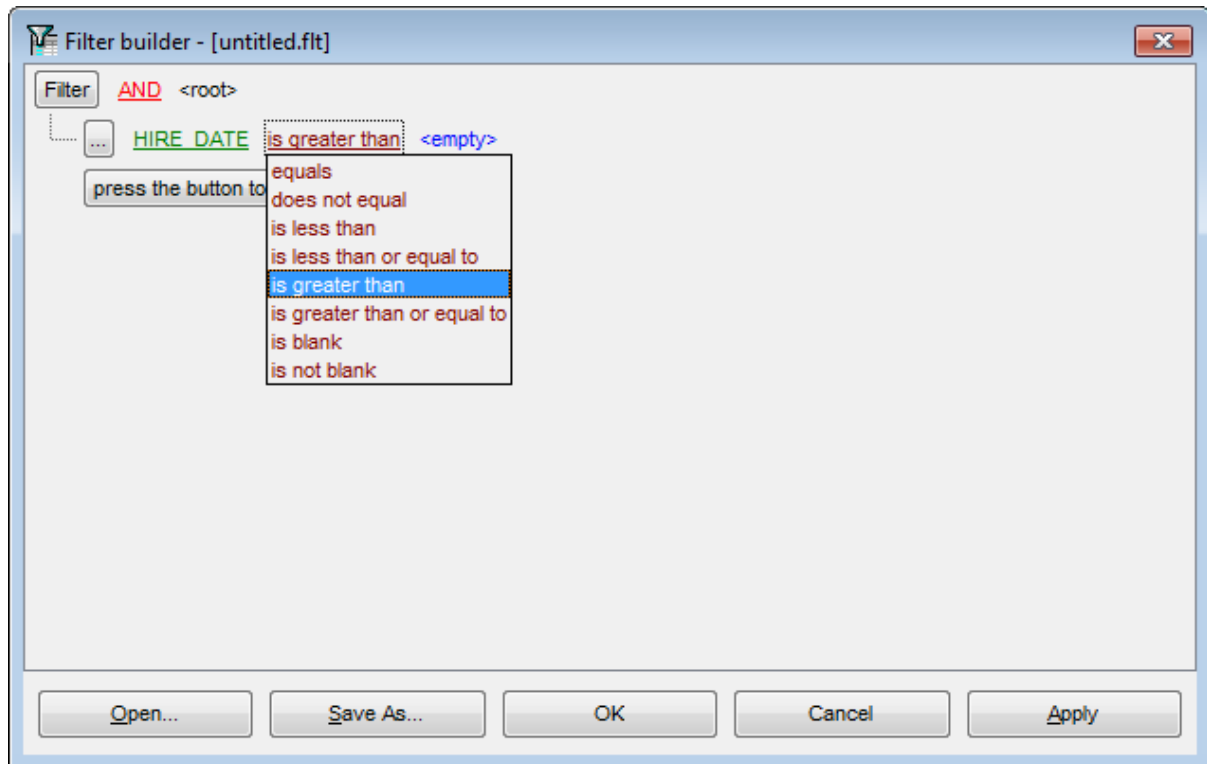 Filter builder - [untitled.flt]
Filter AND <root>
... HIRE_DATE is greater than <empty>
equals
press the button to
does not equal
is less than
is less than or equal to
is greater than
is greater than or equal to
is blank
is not blank
Open... Save As... OK Cancel Apply